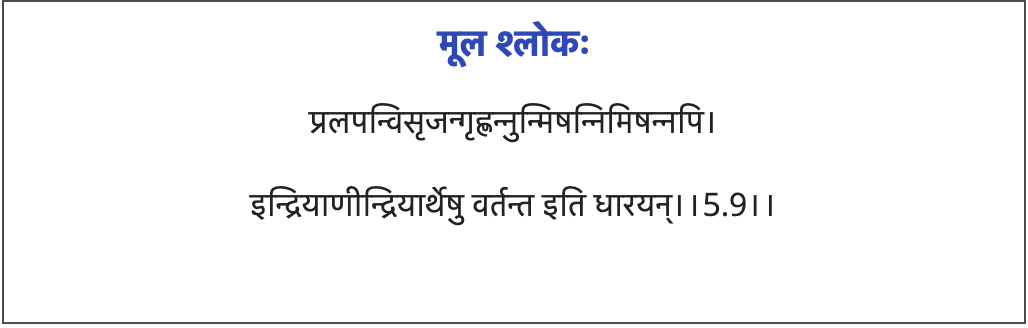 मूल श्लोकः
प्रलपन्विसृजन्गृह्णन्नुन्मिषन्निमिषन्नपि।
इन्द्रियाणीन्द्रियार्थेषु वर्तन्त इति धारयन्।।5.9।।